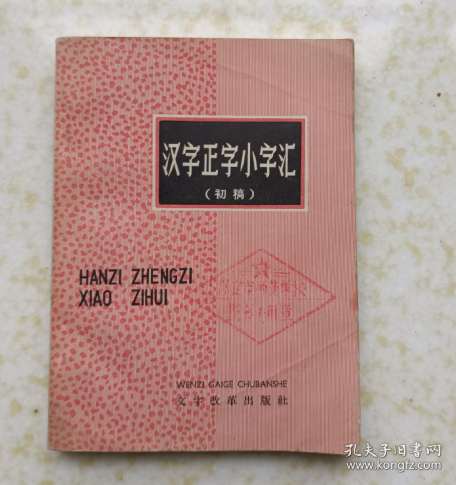 汉字正字小字汇
（初稿）
HANZI ZHENGZI
XIAO ZIHUI
WENZI GAIGE CHUBANSHE
文字改革出版社
孔夫子旧书网
www.kongfz.com